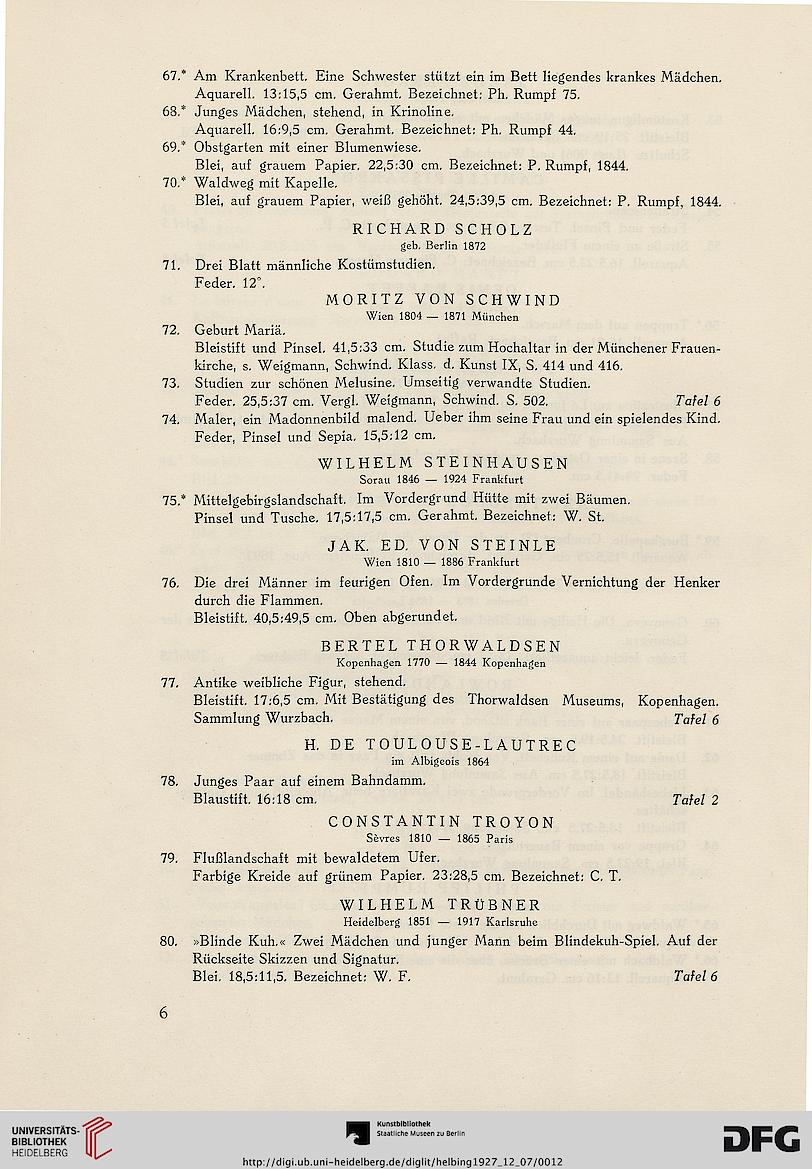 67.* Am Krankenbett. Eine Schwester stützt ein im Bett liegendes krankes Mädchen.
Aquarell. 13:15,5 cm. Gerahmt. Bezeichnet: Ph. Rumpf 75.
68.* Junges Mädchen, stehend, in Krinoline.
Aquarell. 16:9,5 cm. Gerahmt. Bezeichnet: Ph. Rumpf 44.
69.* Obstgarten mit einer Blumenwiese.
Blei, auf grauem Papier. 22,5:30 cm. Bezeichnet: P. Rumpf, 1844.
70.* Waldweg mit Kapelle.
Blei, auf grauem Papier, weiß gehöht. 24,5:39,5 cm. Bezeichnet: P. Rumpf, 1844.
RICHARD SCHOLZ
geb. Berlin 1872
71. Drei Blatt männliche Kostümstudien.
Feder. 12°.
MORITZ VON SCHWIND
Wien 1804 — 1871 München
72. Geburt Mariä.
Bleistift und Pinsel. 41,5:33 cm. Studie zum Hochaltar in der Münchener Frauen-
kirche, s. Weigmann, Schwind. Klass. d. Kunst IX, S. 414 und 416.
73. Studien zur schönen Melusine. Umseitig verwandte Studien.
Feder. 25,5:37 cm. Vergl. Weigmann, Schwind. S. 502. Tafel 6
74. Maler, ein Madonnenbild malend. Ueber ihm seine Frau und ein spielendes Kind.
Feder, Pinsel und Sepia. 15,5:12 cm.
WILHELM STEINHAUSEN
Sorau 1846 — 1924 Frankfurt
75.* Mittelgebirgslandschaft. Im Vordergrund Hütte mit zwei Bäumen.
Pinsel und Tusche. 17,5:17,5 cm. Gerahmt. Bezeichnet: W. St.
JAK. ED. VON STEINLE
Wien 1810 — 1886 Frankfurt
76. Die drei Männer im feurigen Ofen. Im Vordergrunde Vernichtung der Henker
durch die Flammen.
Bleistift. 40,5:49,5 cm. Oben abgerundet.
BERTEL THORWALDSEN
Kopenhagen 1770 — 1844 Kopenhagen
77. Antike weibliche Figur, stehend.
Bleistift. 17:6,5 cm. Mit Bestätigung des Thorwaldsen Museums, Kopenhagen.
Sammlung Wurzbach. Tafel 6
H. DE TOULOUSE-LAUTREC
im Albigeois 1864
78. Junges Paar auf einem Bahndamm.
Blaustift. 16:18 cm. Tafel 2
CONSTANTIN TROYON
Sèvres 1810 — 1865 Paris
79. Flußlandschaft mit bewaldetem Ufer.
Farbige Kreide auf grünem Papier. 23:28,5 cm. Bezeichnet: C. T.
WILHELM TRÜBNER
Heidelberg 1851 — 1917 Karlsruhe
80. »Blinde Kuh.« Zwei Mädchen und junger Mann beim Blindekuh-Spiel. Auf der
Rückseite Skizzen und Signatur.
Blei. 18,5:11,5. Bezeichnet: W. F. Tafel 6
6
UNIVERSITÄTS-
BIBLIOTHEK
HEIDELBERG
Kunstbibliothek
Staatliche Museen zu Berlin
DFG
http://digi.ub.uni-heidelberg.de/diglit/helbing1927_12_07/0012